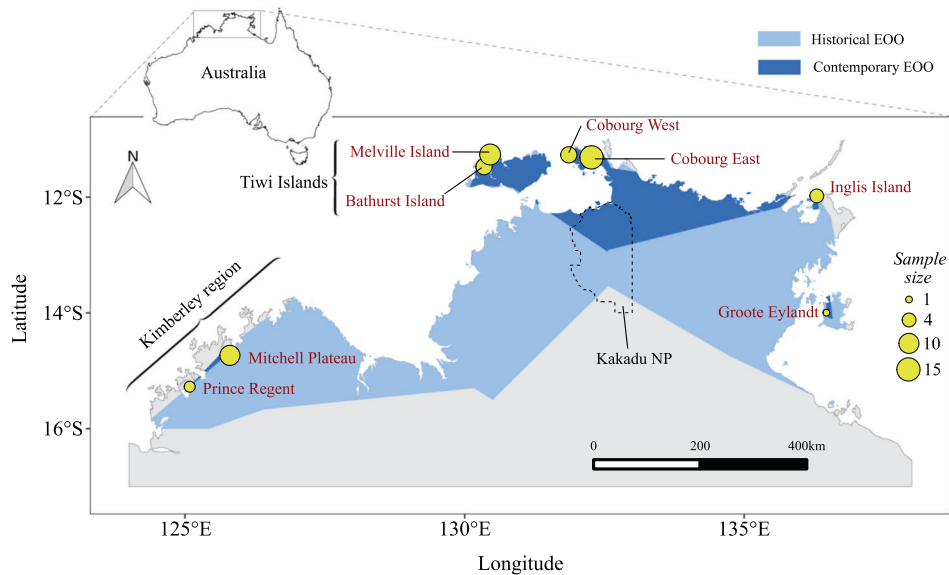 Australia
Historical EOO
Contemporary EOO
N
Tiwi Islands
Melville Island
Bathurst Island
Cobourg West
Cobourg East
Inglis Island
Groote Eylandt
Kimberley region
Mitchell Plateau
Prince Regent
Kakadu NP
Sample
size
1
4
10
15
0 200 400km
12°S
14°S
16°S
Latitude
125°E 130°E 135°E
Longitude